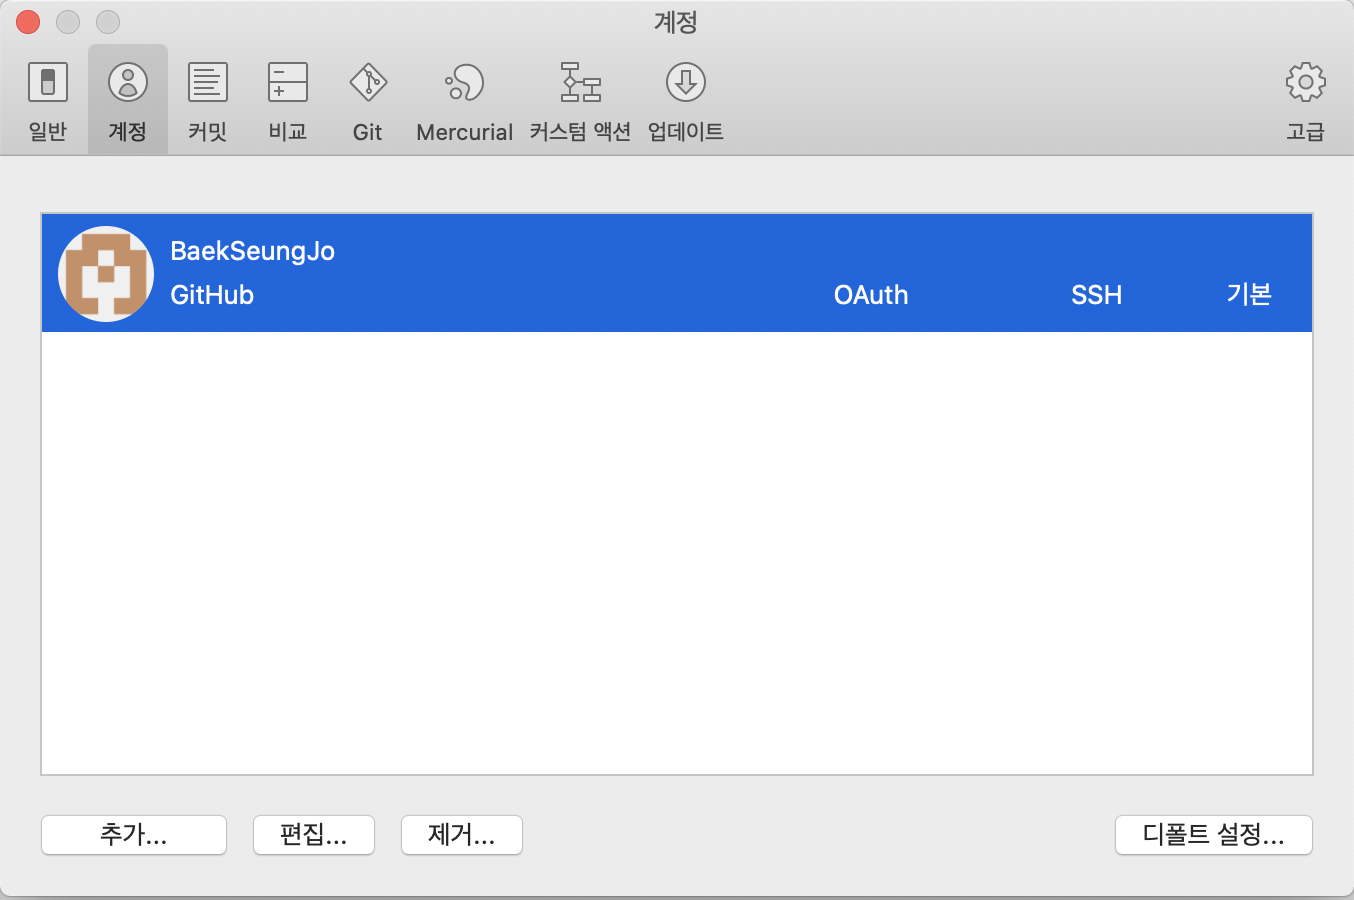 계정
일반 계정 커밋 비교 Git Mercurial 커스텀 액션 업데이트 고급
BaekSeungJo
GitHub OAuth SSH 기본
추가... 편집... 제거... 디폴트 설정...